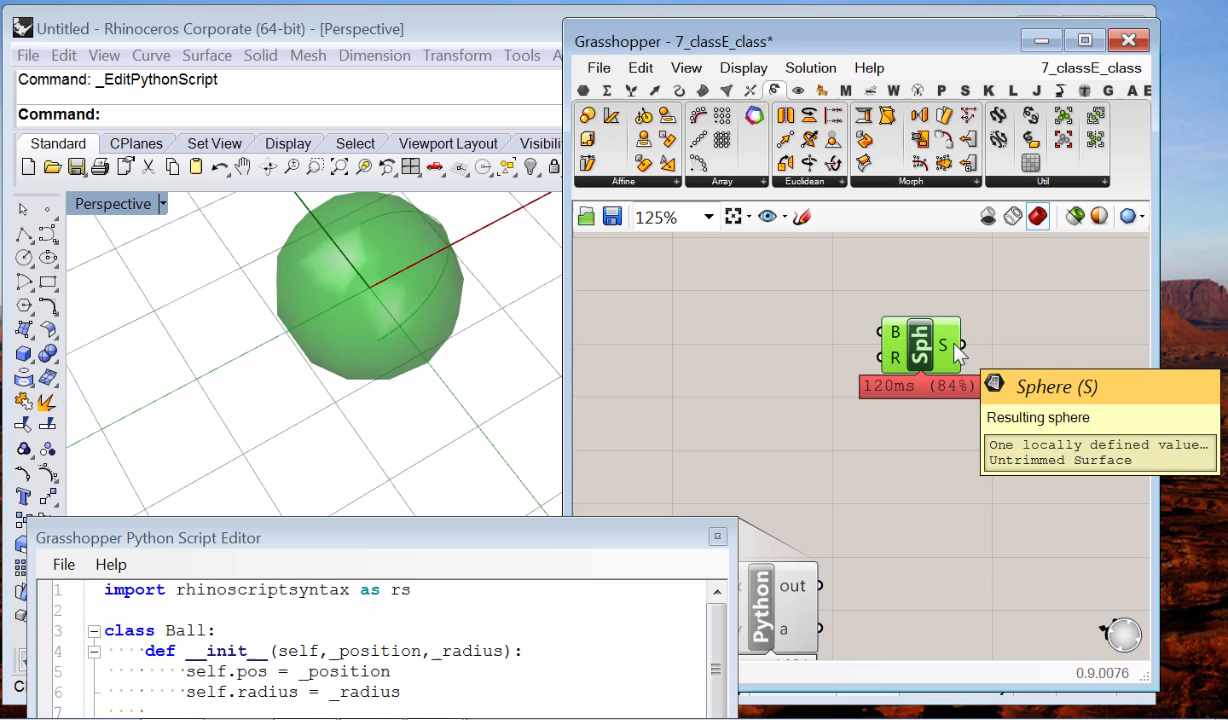 Untitled - Rhinoceros Corporate (64-bit) - [Perspective]
File Edit View Curve Surface Solid Mesh Dimension Transform Tools A
Command: _EditPythonScript
Command:
Standard CPlanes Set View Display Select Viewport Layout Visibili
Perspective
Grasshopper - 7_classE_class*
File Edit View Display Solution Help 7_classE_class
M W P S K L J G A E
Affine Array Euclidean Morph Util
125%
B
R
Sph
S
120ms (84%)
Sphere (S)
Resulting sphere
One locally defined value…
Untrimmed Surface
Python
out
a
0.9.0076
Grasshopper Python Script Editor
File Help
1 import rhinoscriptsyntax as rs
2
3 class Ball:
4 def __init__(self,_position,_radius):
5 self.pos = _position
6 self.radius = _radius
7